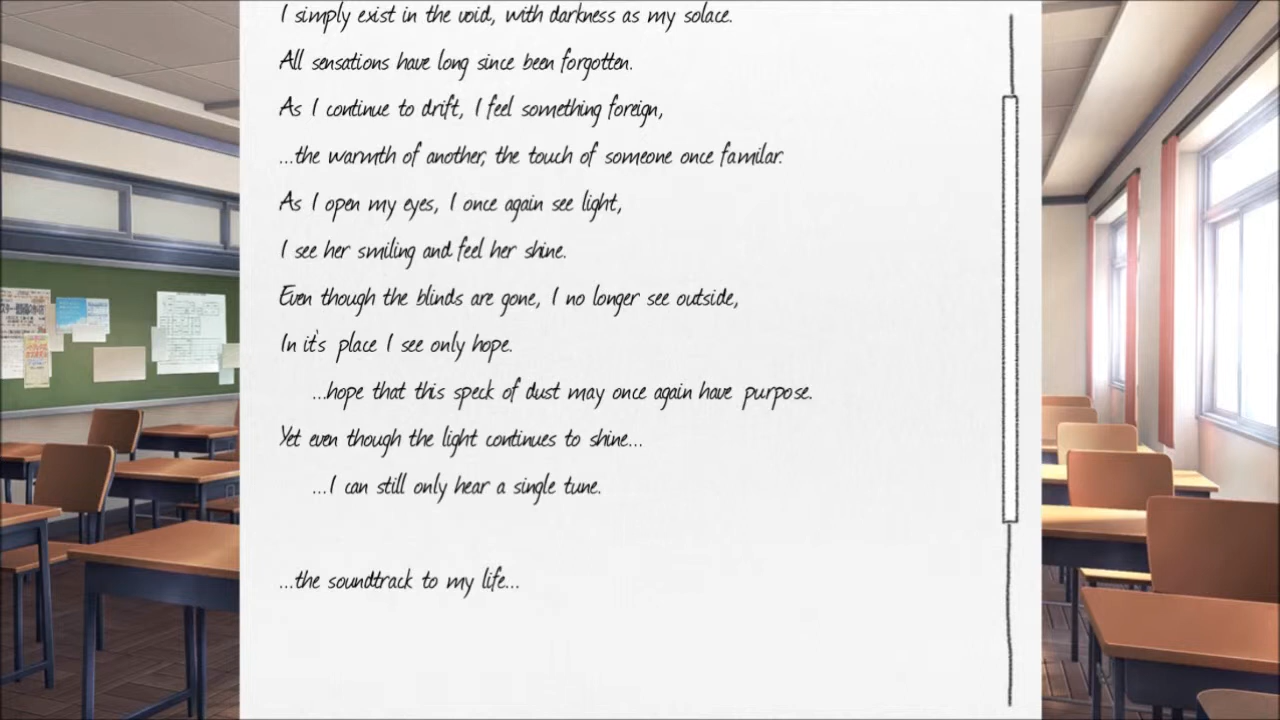 I simply exist in the void, with darkness as my solace.
All sensations have long since been forgotten.
As I continue to drift, I feel something foreign,
...the warmth of another, the touch of someone once familar.
As I open my eyes, I once again see light,
I see her smiling and feel her shine.
Even though the blinds are gone, I no longer see outside,
In it's place I see only hope.
...hope that this speck of dust may once again have purpose.
Yet even though the light continues to shine...
...I can still only hear a single tune.
...the soundtrack to my life...